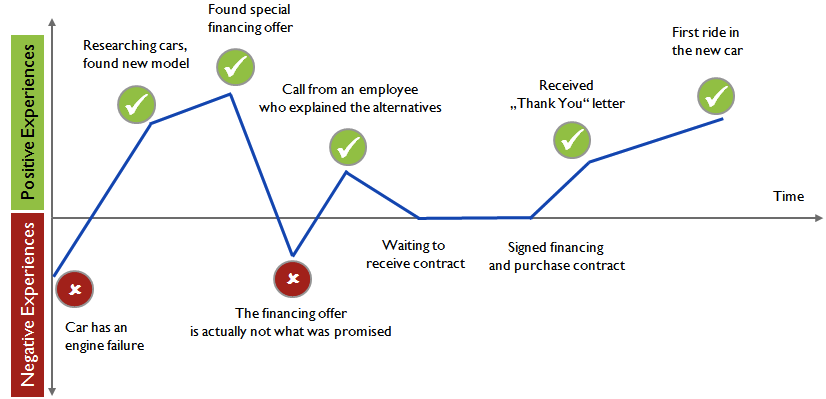 Positive Experiences
Negative Experiences
Car has an
engine failure
Researching cars,
found new model
Found special
financing offer
The financing offer
is actually not what was promised
Call from an employee
who explained the alternatives
Waiting to
receive contract
Signed financing
and purchase contract
Received
„Thank You“ letter
First ride in
the new car
Time